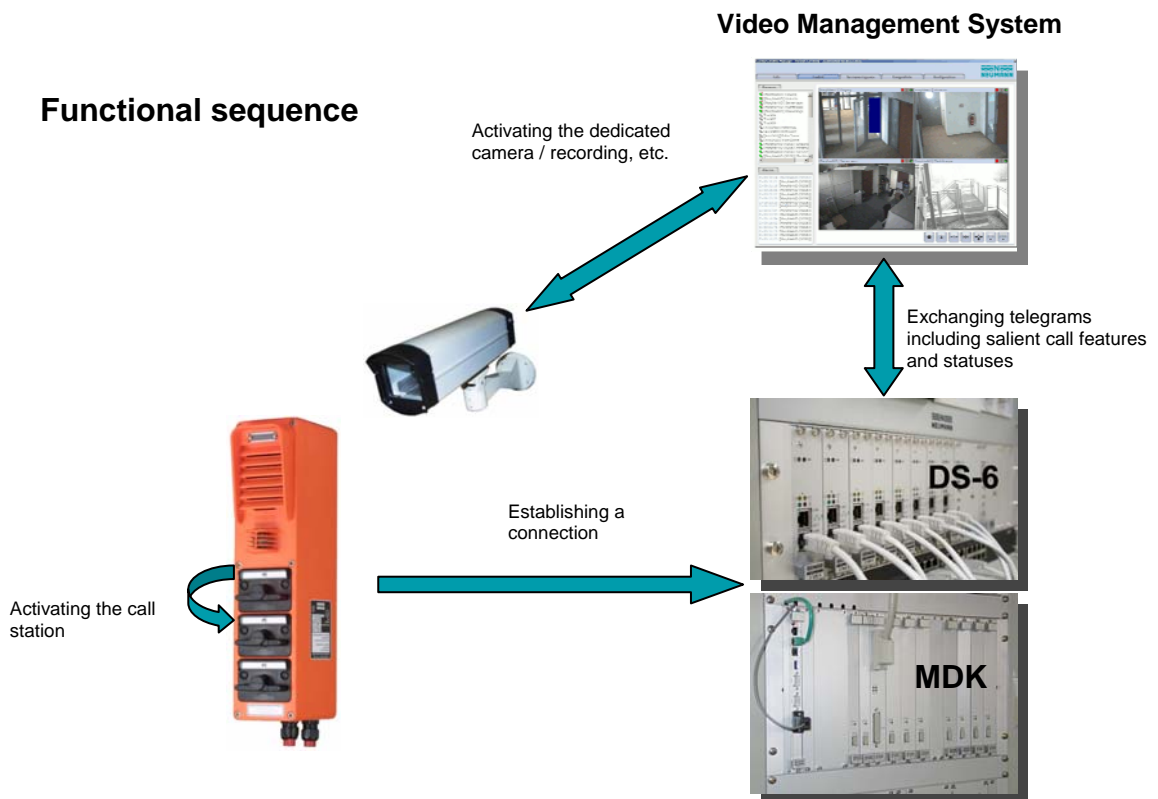 Video Management System
Functional sequence
Activating the dedicated
camera / recording, etc.
Exchanging telegrams
including salient call features
and statuses
NEUMANN
DS-6
Establishing a
connection
Activating the call
station
MDK